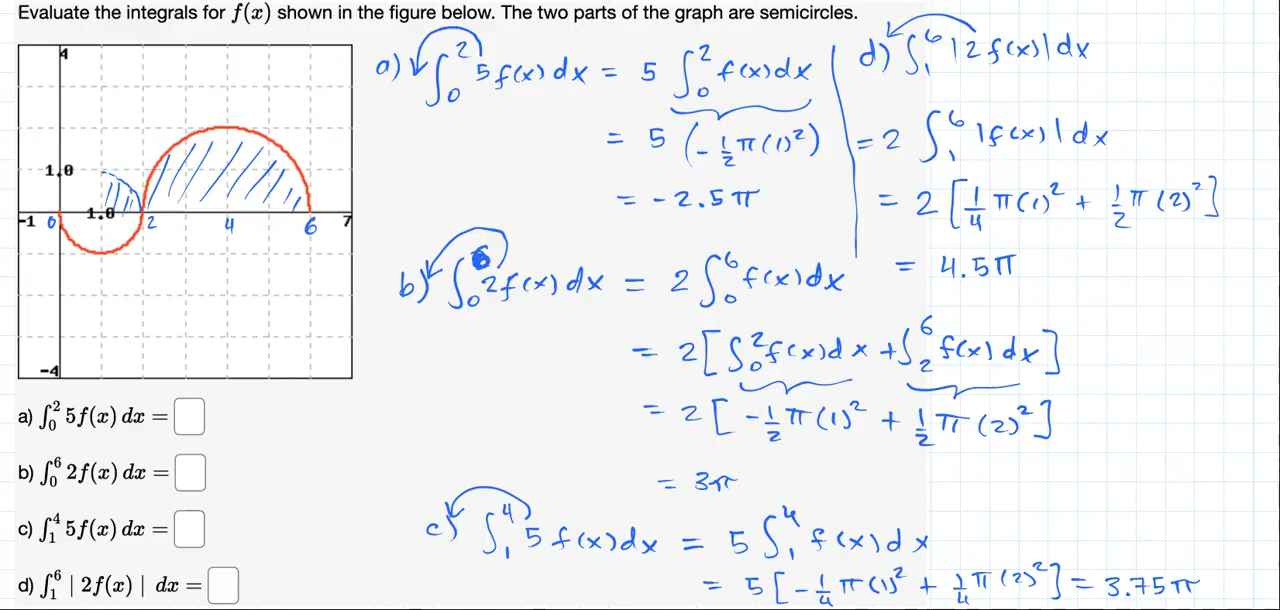 Evaluate the integrals for f(x) shown in the figure below. The two parts of the graph are semicircles.
4
1.0
-1 0 1.0 2 4 6 7
-4
a) ∫₀² 5f(x) dx =
b) ∫₀⁶ 2f(x) dx =
c) ∫₁⁴ 5f(x) dx =
d) ∫₁⁶ | 2f(x) | dx =
a) ∫₀² 5f(x)dx = 5 ∫₀² f(x)dx
= 5 (-½π(1)²)
= -2.5π
b) ∫₀⁶ 2f(x)dx = 2 ∫₀⁶ f(x)dx
= 2[∫₀² f(x)dx + ∫₂⁶ f(x)dx]
= 2[-½π(1)² + ½π(2)²]
= 3π
c) ∫₁⁴ 5f(x)dx = 5 ∫₁⁴ f(x)dx
= 5[-¼π(1)² + ¼π(2)²] = 3.75π
d) ∫₁⁶ |2f(x)|dx
= 2 ∫₁⁶ |f(x)|dx
= 2[¼π(1)² + ½π(2)²]
= 4.5π